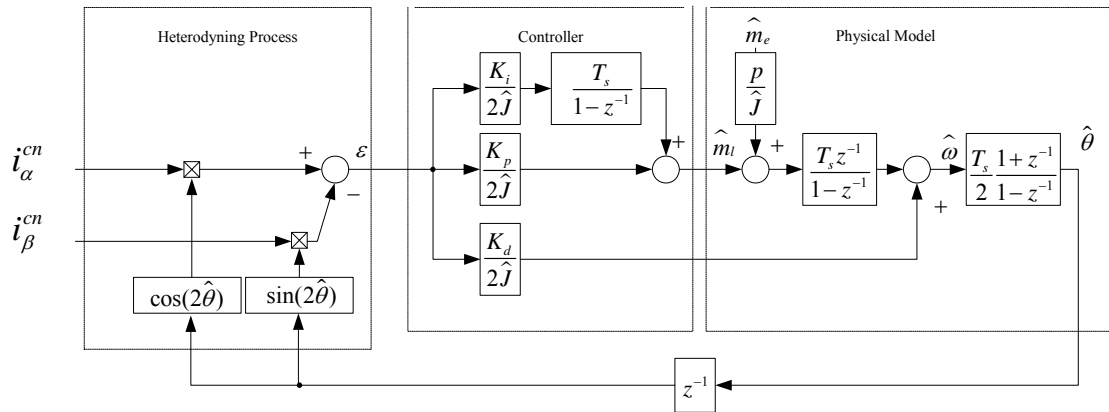 Heterodyning Process
Controller
Physical Model
i_α^{cn}
i_β^{cn}
+
−
ε
cos(2θ̂)
sin(2θ̂)
K_i / 2Ĵ
T_s / 1 − z^{−1}
K_p / 2Ĵ
K_d / 2Ĵ
+
m̂_l
m̂_e
p / Ĵ
+
T_s z^{−1} / 1 − z^{−1}
+
ω̂
T_s / 2 1 + z^{−1} / 1 − z^{−1}
θ̂
z^{−1}